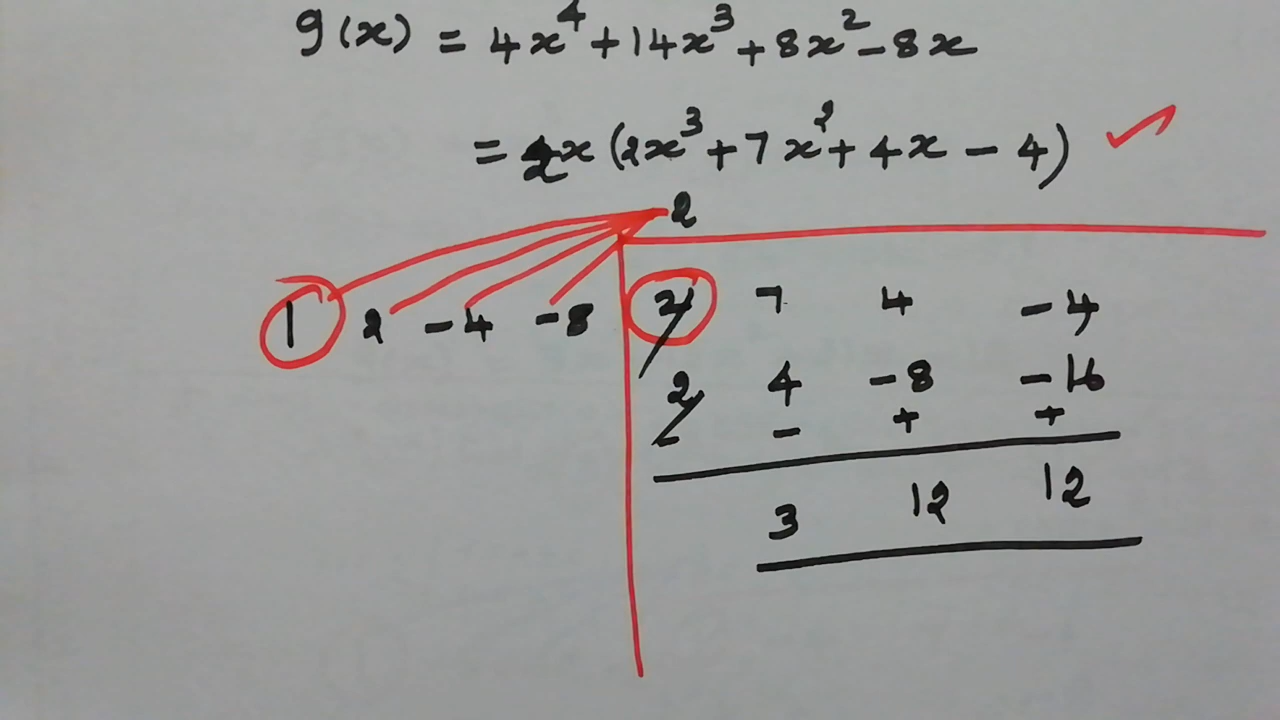 g(x) = 4x⁴ + 14x³ + 8x² - 8x
= 2x (2x³ + 7x² + 4x - 4) ✓
2
1 2 -4 -8 2 7 4 -4
2 4 -8 -16
- - + +
3 12 12